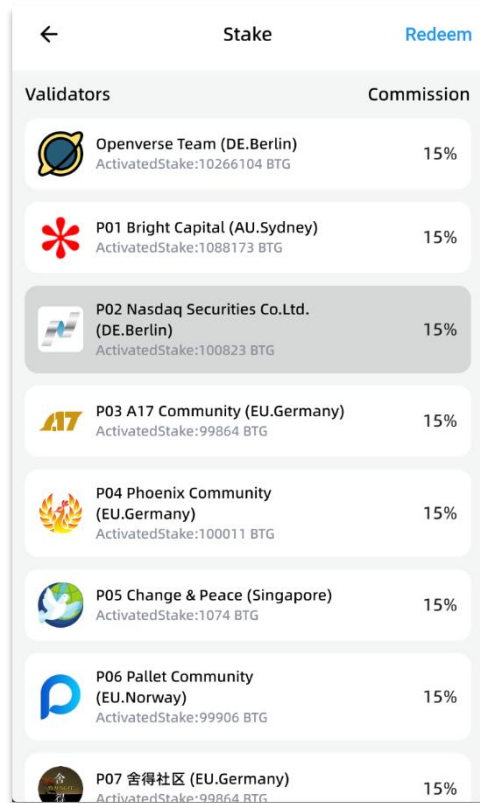 Stake
Redeem
Validators
Commission
Openverse Team (DE.Berlin)
ActivatedStake:10266104 BTG
15%
P01 Bright Capital (AU.Sydney)
ActivatedStake:1088173 BTG
15%
P02 Nasdaq Securities Co.Ltd.
(DE.Berlin)
ActivatedStake:100823 BTG
15%
A17
P03 A17 Community (EU.Germany)
ActivatedStake:99864 BTG
15%
P04 Phoenix Community
(EU.Germany)
ActivatedStake:100011 BTG
15%
P05 Change & Peace (Singapore)
ActivatedStake:1074 BTG
15%
P06 Pallet Community
(EU.Norway)
ActivatedStake:99906 BTG
15%
舍
P07 舍得社区 (EU.Germany)
ActivatedStake:99864 BTG
15%